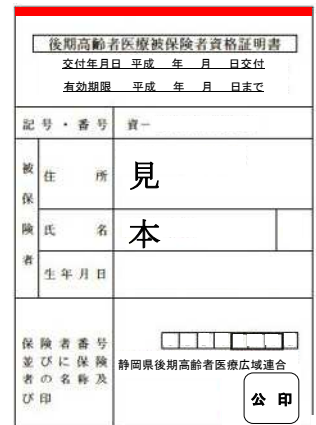 後期高齢者医療被保険者資格証明書
交付年月日　平成　年　月　日交付
有効期限　平成　年　月　日まで
記号・番号　資ー
被保険者
住所　見
氏名　本
生年月日
保険者番号
並びに保険
者の名称及
び印
静岡県後期高齢者医療広域連合
公印